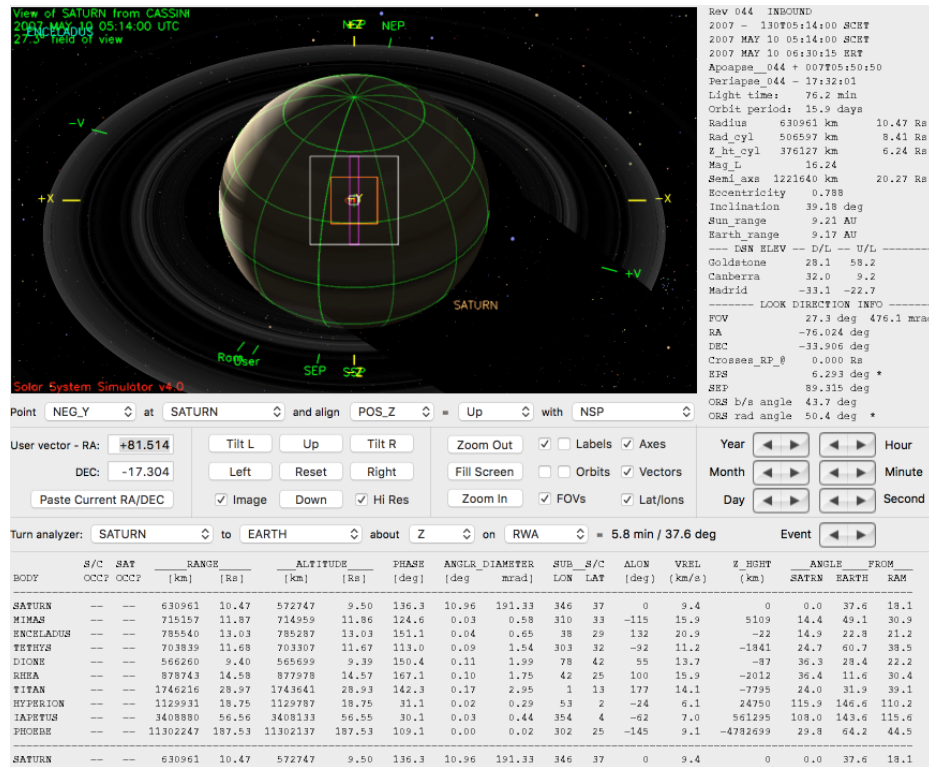 View of SATURN from CASSINI
2007 MAY 10 05:14:00 UTC
27.3° field of view
ENCELADUS
NEP
+Z
NEP
-V
+X
+Y
-X
+V
SATURN
Ram
User
SEP
SEP
-Z
Solar System Simulator v4.0
Rev 044 INBOUND
2007 - 130T05:14:00 SCET
2007 MAY 10 05:14:00 SCET
2007 MAY 10 06:30:15 ERT
Apoapse__044 + 007T05:50:50
Periapse_044 - 17:32:01
Light time: 76.2 min
Orbit period: 15.9 days
Radius 630961 km 10.47 Rs
Rad_cyl 506597 km 8.41 Rs
Z_ht_cyl 376127 km 6.24 Rs
Mag_L 16.24
Semi_axs 1221640 km 20.27 Rs
Eccentricity 0.788
Inclination 39.18 deg
Sun_range 9.21 AU
Earth_range 9.17 AU
--- DSN ELEV -- D/L -- U/L -------
Goldstone 28.1 58.2
Canberra 32.0 9.2
Madrid -33.1 -22.7
------- LOOK DIRECTION INFO -----
FOV 27.3 deg 476.1 mrad
RA -76.024 deg
DEC -33.906 deg
Crosses_RP_@ 0.000 Rs
EPS 6.293 deg *
SEP 89.315 deg
ORS b/s angle 43.7 deg
ORS rad angle 50.4 deg *
Point NEG_Y at SATURN and align POS_Z = Up with NSP
User vector - RA: +81.514 Tilt L Up Tilt R Zoom Out Labels Axes Year Hour
DEC: -17.304 Left Reset Right Fill Screen Orbits Vectors Month Minute
Paste Current RA/DEC Image Down Hi Res Zoom In FOVs Lat/lons Day Second
Turn analyzer: SATURN to EARTH about Z on RWA = 5.8 min / 37.6 deg Event
S/C SAT RANGE ALTITUDE PHASE ANGLR_DIAMETER SUB_S/C ΔLON VREL Z_HGHT ANGLE FROM
BODY OCC? OCC? [km] [Rs] [km] [Rs] [deg] [deg mrad] LON LAT (deg) (km/s) (km) SATRN EARTH RAM
SATURN -- -- 630961 10.47 572747 9.50 136.3 10.96 191.33 346 37 0 9.4 0 0.0 37.6 18.1
MIMAS -- -- 715157 11.87 714959 11.86 124.6 0.03 0.58 310 33 -115 15.9 5109 14.4 49.1 30.9
ENCELADUS -- -- 785540 13.03 785287 13.03 151.1 0.04 0.65 38 29 132 20.9 -22 14.9 22.8 21.2
TETHYS -- -- 703839 11.68 703307 11.67 113.0 0.09 1.54 303 32 -92 11.2 -1841 24.7 60.7 38.5
DIONE -- -- 566260 9.40 565699 9.39 150.4 0.11 1.99 78 42 55 13.7 -87 36.3 28.4 22.2
RHEA -- -- 878743 14.58 877978 14.57 167.1 0.10 1.75 42 25 100 15.9 -2012 36.4 11.6 30.4
TITAN -- -- 1746216 28.97 1743641 28.93 142.3 0.17 2.95 1 13 177 14.1 -7795 24.0 31.9 39.1
HYPERION -- -- 1129931 18.75 1129787 18.75 31.1 0.02 0.29 53 2 -24 6.1 24750 115.9 146.6 110.2
IAPETUS -- -- 3408880 56.56 3408133 56.55 30.1 0.03 0.44 354 4 -62 7.0 561295 108.0 143.6 115.6
PHOEBE -- -- 11302247 187.53 11302137 187.53 109.1 0.00 0.02 302 25 -145 9.1 -4782699 29.8 64.2 44.5
SATURN -- -- 630961 10.47 572747 9.50 136.3 10.96 191.33 346 37 0 9.4 0 0.0 37.6 18.1